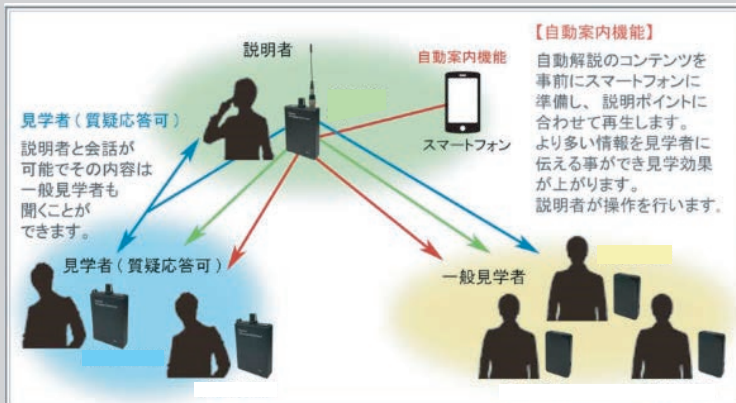 説明者
自動案内機能
スマートフォン
【自動案内機能】
自動解説のコンテンツを
事前にスマートフォンに
準備し、説明ポイントに
合わせて再生します。
より多い情報を見学者に
伝える事ができ見学効果
が上がります。
説明者が操作を行います。
見学者（質疑応答可）
説明者と会話が
可能でその内容は
一般見学者も
聞くことが
できます。
見学者（質疑応答可）
一般見学者